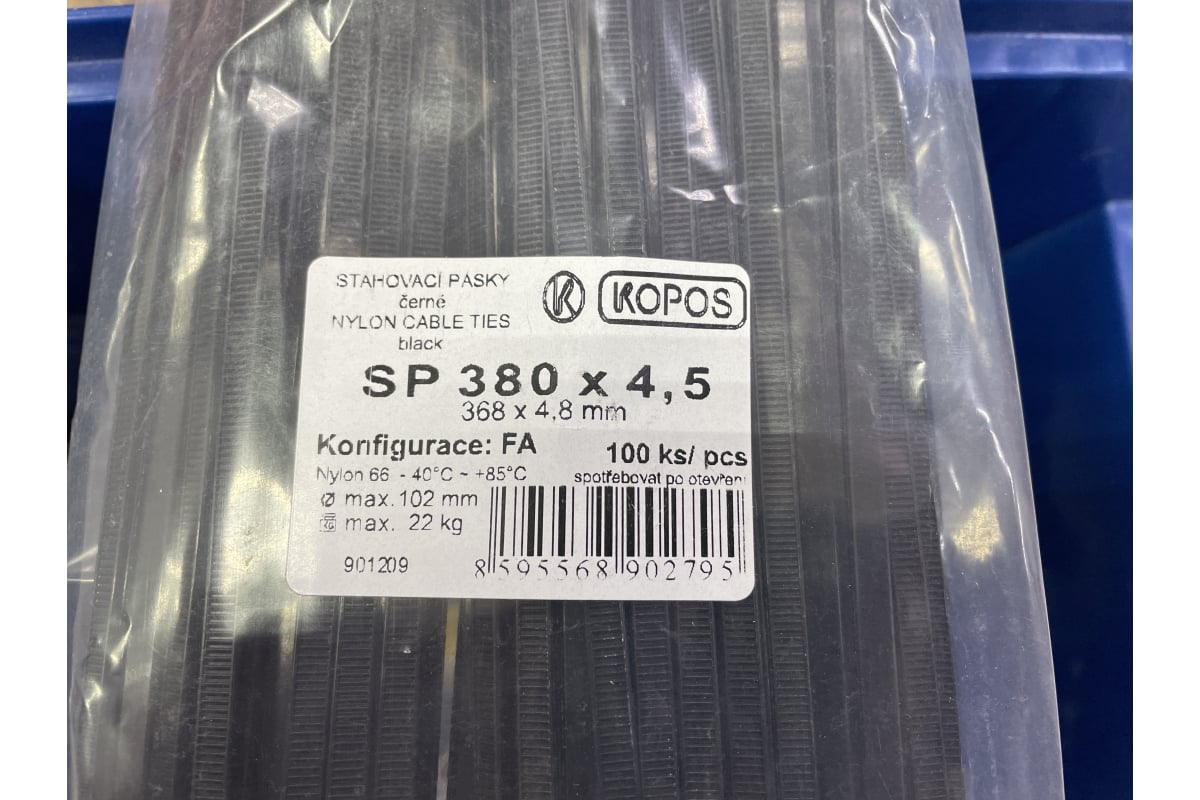 STAHOVACÍ PÁSKY
černé
NYLON CABLE TIES
black
K KOPOS
SP 380 x 4,5
368 x 4,8 mm
Konfigurace: FA
100 ks/ pcs
Nylon 66 - 40°C ~ +85°C
spotřebovat po otevření
Ø max. 102 mm
KG max. 22 kg
901209
8 595568 902795